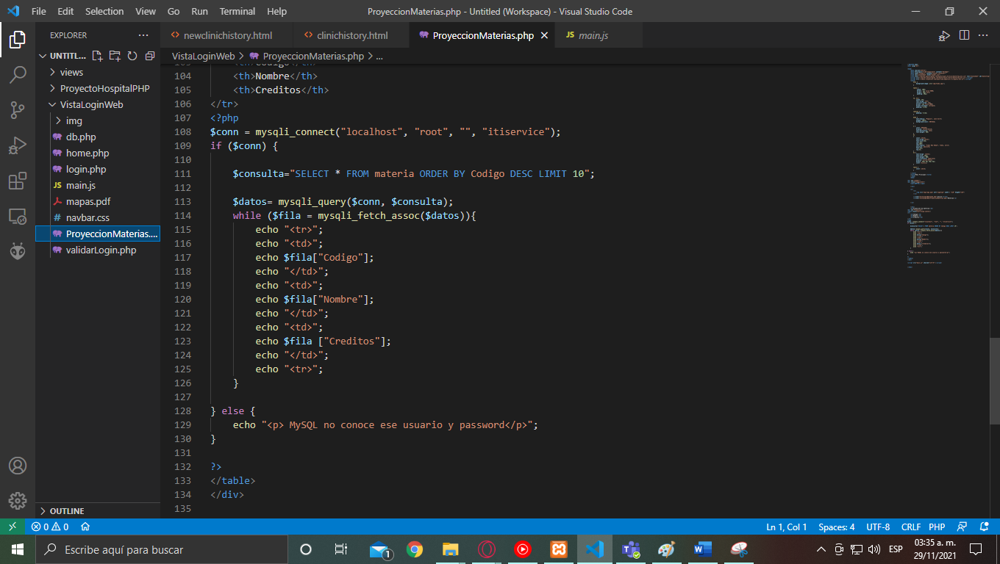 File Edit Selection View Go Run Terminal Help
ProyeccionMaterias.php - Untitled (Workspace) - Visual Studio Code
EXPLORER
newclinichistory.html
clinichistory.html
ProyeccionMaterias.php
JS main.js
UNTITL...
VistaLoginWeb > ProyeccionMaterias.php > ...
views
ProyectoHospitalPHP
VistaLoginWeb
img
db.php
home.php
login.php
JS main.js
mapas.pdf
# navbar.css
ProyeccionMaterias....
validarLogin.php
OUTLINE
103 <th>Codigo</th>
104 <th>Nombre</th>
105 <th>Creditos</th>
106 </tr>
107 <?php
108 $conn = mysqli_connect("localhost", "root", "", "itiservice");
109 if ($conn) {
110
111 $consulta="SELECT * FROM materia ORDER BY Codigo DESC LIMIT 10";
112
113 $datos= mysqli_query($conn, $consulta);
114 while ($fila = mysqli_fetch_assoc($datos)){
115 echo "<tr>";
116 echo "<td>";
117 echo $fila["Codigo"];
118 echo "</td>";
119 echo "<td>";
120 echo $fila["Nombre"];
121 echo "</td>";
122 echo "<td>";
123 echo $fila ["Creditos"];
124 echo "</td>";
125 echo "<tr>";
126 }
127
128 } else {
129 echo "<p> MySQL no conoce ese usuario y password</p>";
130 }
131
132 ?>
133 </table>
134 </div>
135
0 0
Ln 1, Col 1 Spaces: 4 UTF-8 CRLF PHP
Escribe aquí para buscar
1
ESP
03:35 a. m.
29/11/2021